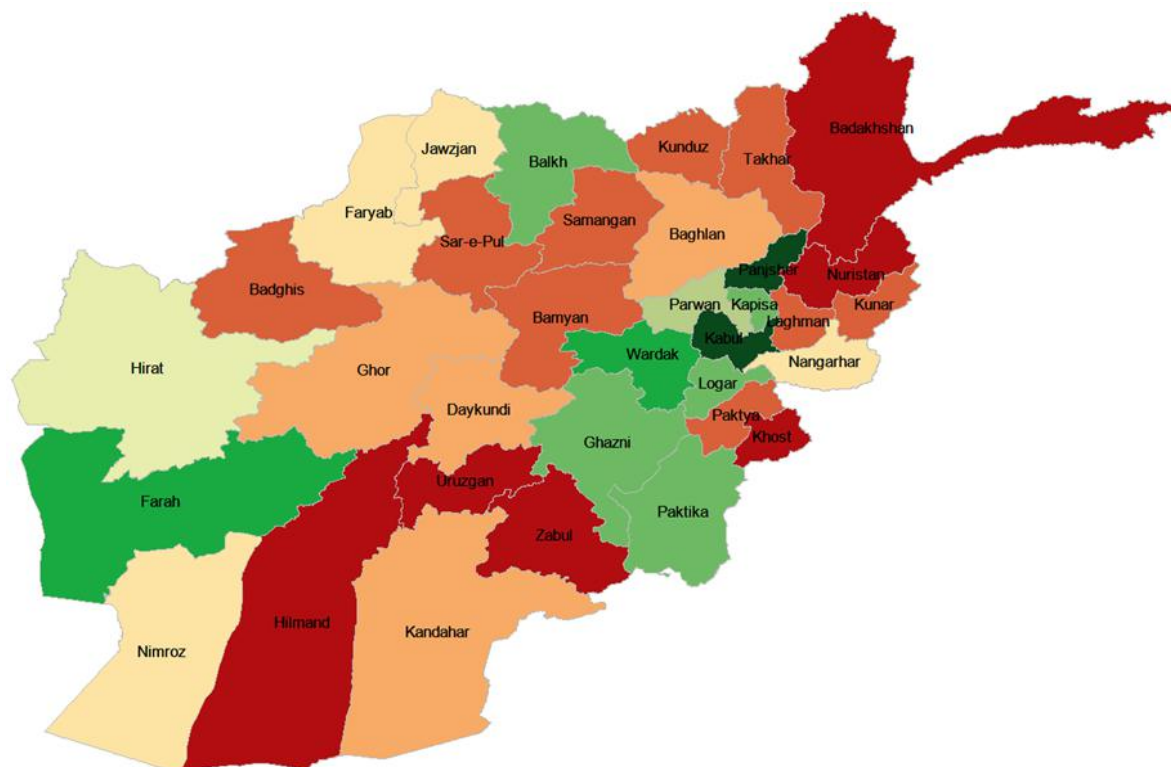 Badakhshan
Jawzjan
Balkh
Kunduz
Takhar
Faryab
Samangan
Sar-e-Pul
Baghlan
Panjsher
Nuristan
Badghis
Parwan
Kapisa
Kunar
Bamyan
Laghman
Kabul
Wardak
Nangarhar
Hirat
Ghor
Logar
Daykundi
Paktya
Khost
Ghazni
Uruzgan
Farah
Paktika
Zabul
Hilmand
Kandahar
Nimroz